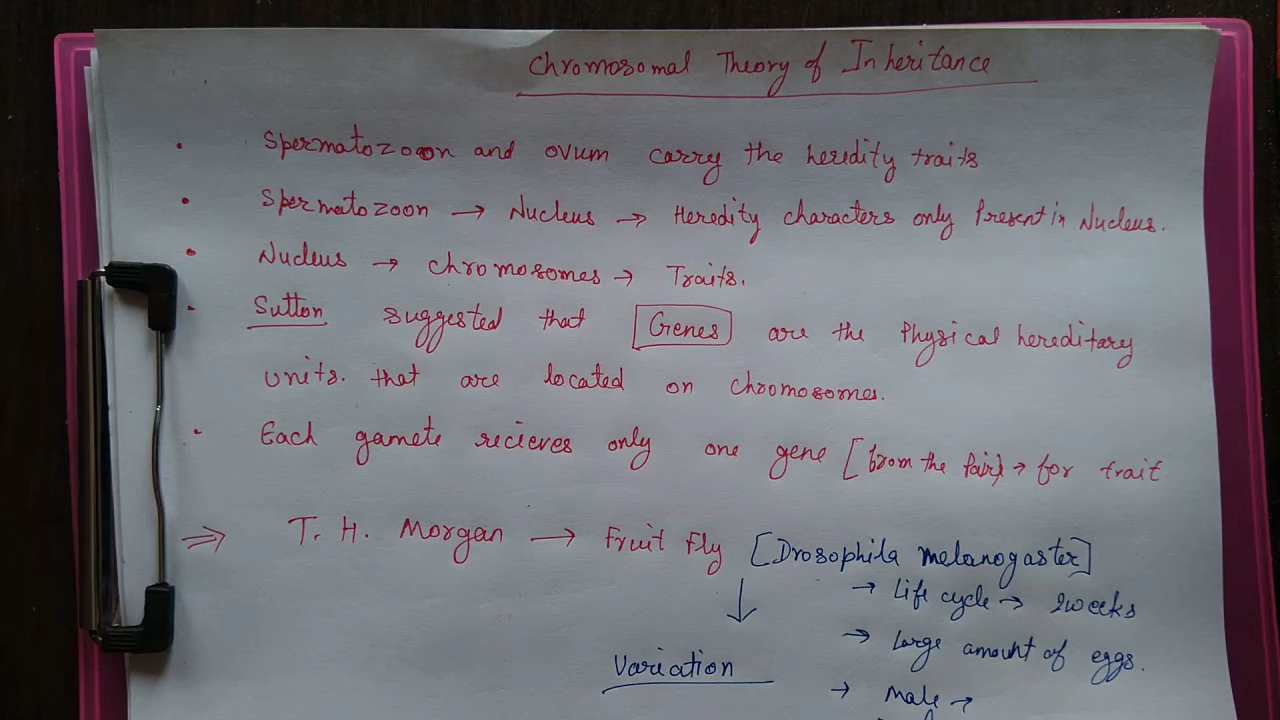 Chromosomal Theory of Inheritance
• Spermatozoon and ovum carry the heredity traits
• Spermatozoon → Nucleus → Heredity characters only Present in Nucleus.
• Nucleus → chromosomes → Traits.
• Sutton suggested that Genes are the Physical hereditary
units. that are located on chromosomes.
• Each gamete recieves only one gene [from the pair] → for trait
⇒ T. H. Morgan → Fruit Fly [Drosophila melanogaster]
→ Life cycle → 2weeks
→ Large amount of eggs.
Variation
→ Male →